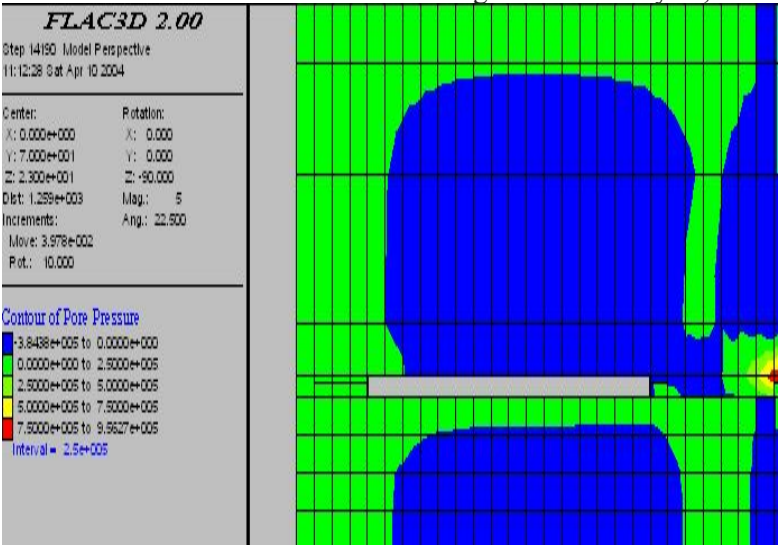 FLAC3D 2.00
Step 14190 Model Perspective
11:12:28 Sat Apr 10 2004
Center: Rotation:
X: 0.000e+000 X: 0.000
Y: 7.000e+001 Y: 0.000
Z: 2.300e+001 Z: -90.000
Dist: 1.259e+003 Mag.: 5
Increments: Ang.: 22.500
Move: 3.978e+002
Rot.: 10.000
Contour of Pore Pressure
-3.8438e+005 to 0.0000e+000
0.0000e+000 to 2.5000e+005
2.5000e+005 to 5.0000e+005
5.0000e+005 to 7.5000e+005
7.5000e+005 to 9.5627e+005
Interval = 2.5e+005